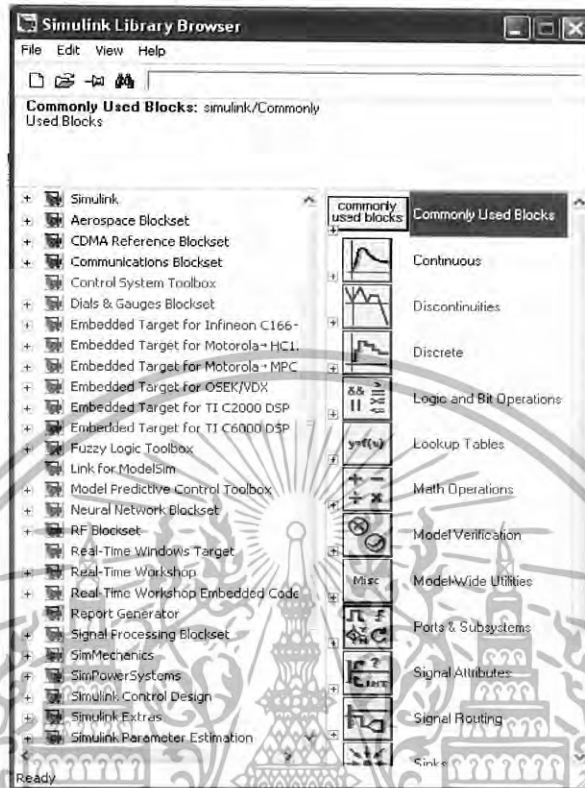 Simulink Library Browser
File Edit View Help
Commonly Used Blocks: simulink/Commonly
Used Blocks
Simulink
Aerospace Blockset
CDMA Reference Blockset
Communications Blockset
Control System Toolbox
Dials & Gauges Blockset
Embedded Target for Infineon C166
Embedded Target for Motorola HC1
Embedded Target for Motorola MPC
Embedded Target for OSEK/VDX
Embedded Target for TI C2000 DSP
Embedded Target for TI C6000 DSP
Fuzzy Logic Toolbox
Link for ModelSim
Model Predictive Control Toolbox
Neural Network Blockset
RF Blockset
Real-Time Windows Target
Real-Time Workshop
Real-Time Workshop Embedded Code
Report Generator
Signal Processing Blockset
SimMechanics
SimPowerSystems
Simulink Control Design
Simulink Extras
Simulink Parameter Estimation
commonly
used blocks
Commonly Used Blocks
Continuous
Discontinuities
Discrete
Logic and Bit Operations
y=f(u)
Lookup Tables
Math Operations
Model Verification
Misc
Model-Wide Utilities
Ports & Subsystems
Signal Attributes
Signal Routing
Sinks
Ready